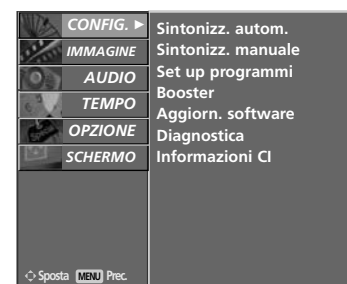 CONFIG. ►
IMMAGINE
AUDIO
TEMPO
OPZIONE
SCHERMO
Sintonizz. autom.
Sintonizz. manuale
Set up programmi
Booster
Aggiorn. software
Diagnostica
Informazioni CI
Sposta MENU Prec.